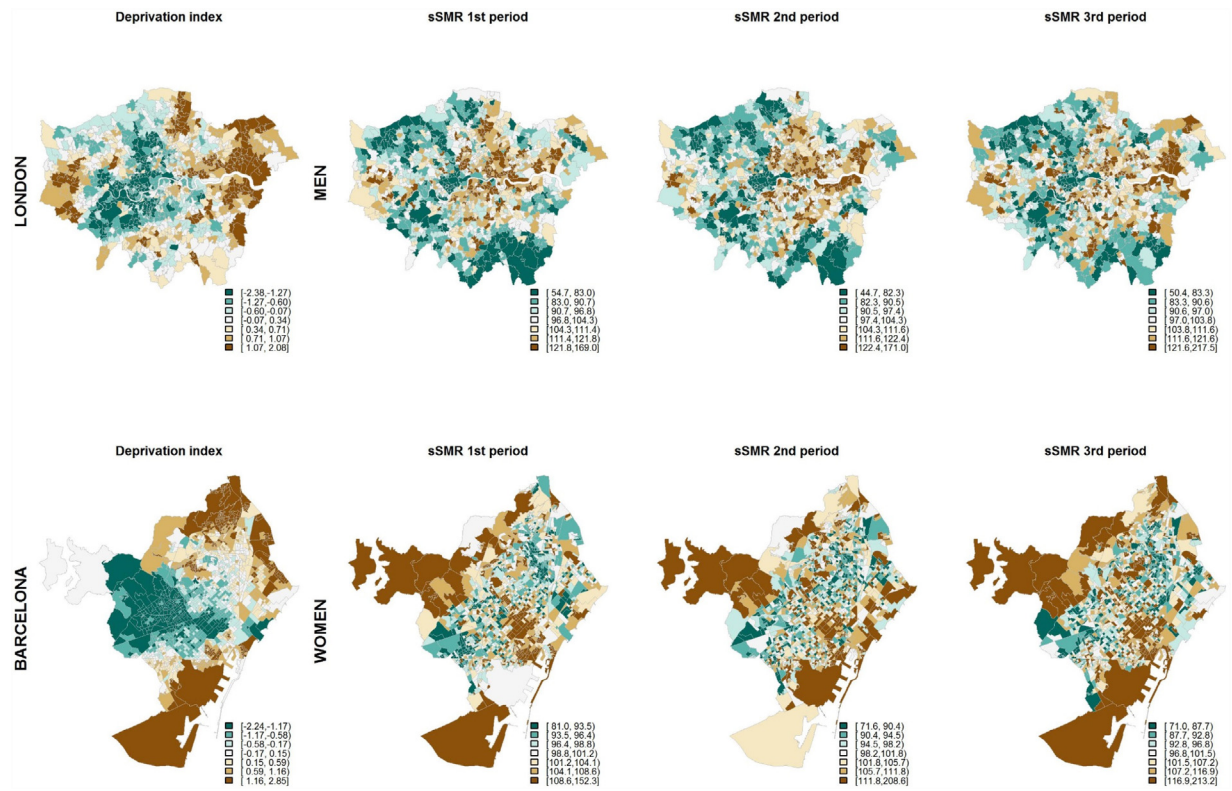 Deprivation index
sSMR 1st period
sSMR 2nd period
sSMR 3rd period
LONDON
MEN
[-2.38,-1.27)
[-1.27,-0.60)
[-0.60,-0.07)
[-0.07, 0.34)
[ 0.34, 0.71)
[ 0.71, 1.07)
[ 1.07, 2.08]
[ 54.7, 83.0)
[ 83.0, 90.7)
[ 90.7, 96.8)
[ 96.8,104.3)
[104.3,111.4)
[111.4,121.8)
[121.8,169.0]
[ 44.7, 82.3)
[ 82.3, 90.5)
[ 90.5, 97.4)
[ 97.4,104.3)
[104.3,111.6)
[111.6,122.4)
[122.4,171.0]
[ 50.4, 83.3)
[ 83.3, 90.6)
[ 90.6, 97.0)
[ 97.0,103.8)
[103.8,111.6)
[111.6,121.6)
[121.6,217.5]
Deprivation index
sSMR 1st period
sSMR 2nd period
sSMR 3rd period
BARCELONA
WOMEN
[-2.24,-1.17)
[-1.17,-0.58)
[-0.58,-0.17)
[-0.17, 0.15)
[ 0.15, 0.59)
[ 0.59, 1.16)
[ 1.16, 2.85]
[ 81.0, 93.5)
[ 93.5, 96.4)
[ 96.4, 98.8)
[ 98.8,101.2)
[101.2,104.1)
[104.1,108.6)
[108.6,152.3]
[ 71.6, 90.4)
[ 90.4, 94.5)
[ 94.5, 98.2)
[ 98.2,101.8)
[101.8,105.7)
[105.7,111.8)
[111.8,208.6]
[ 71.0, 87.7)
[ 87.7, 92.8)
[ 92.8, 96.8)
[ 96.8,101.5)
[101.5,107.2)
[107.2,116.9)
[116.9,213.2]